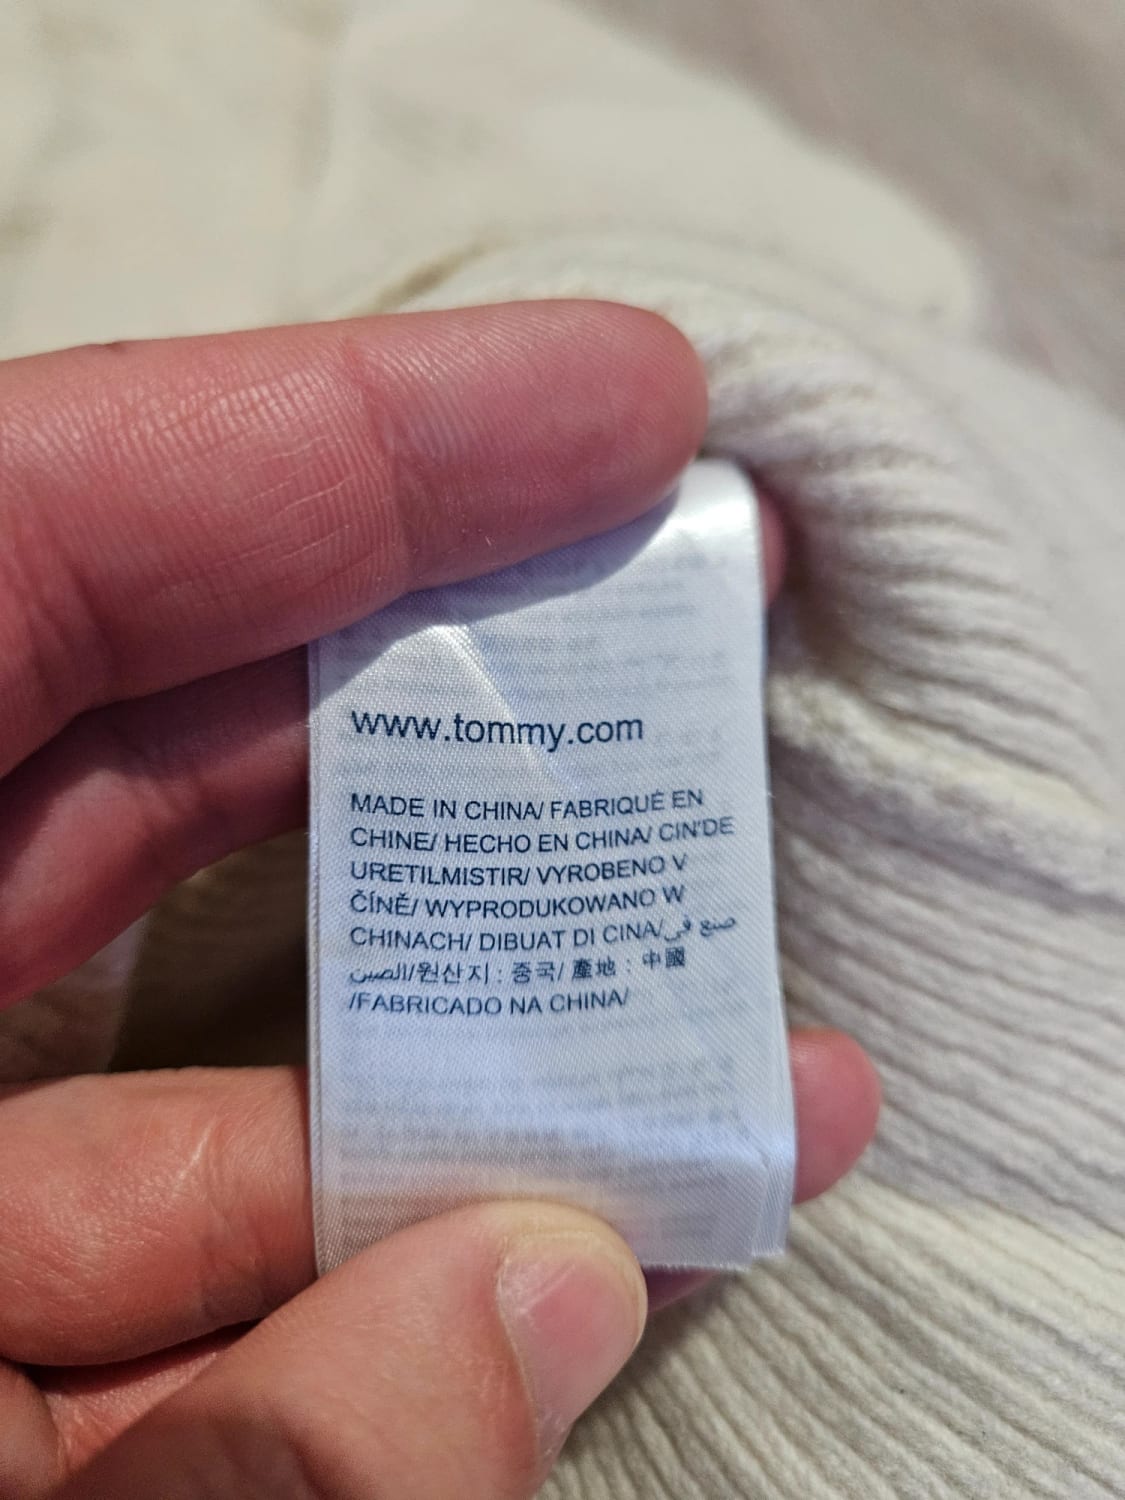 www.tommy.com
MADE IN CHINA/ FABRIQUÉ EN
CHINE/ HECHO EN CHINA/ CIN'DE
URETILMISTIR/ VYROBENO V
ČÍNĚ/ WYPRODUKOWANO W
CHINACH/ DIBUAT DI CINA/صنع في
الصين/원산지 : 중국/ 產地 : 中國
/FABRICADO NA CHINA/